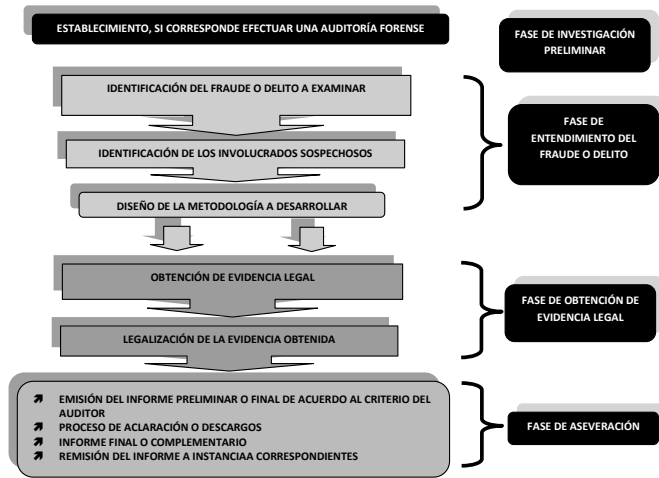 ESTABLECIMIENTO, SI CORRESPONDE EFECTUAR UNA AUDITORÍA FORENSE
FASE DE INVESTIGACIÓN
PRELIMINAR
IDENTIFICACIÓN DEL FRAUDE O DELITO A EXAMINAR
IDENTIFICACIÓN DE LOS INVOLUCRADOS SOSPECHOSOS
DISEÑO DE LA METODOLOGÍA A DESARROLLAR
FASE DE
ENTENDIMIENTO DEL
FRAUDE O DELITO
OBTENCIÓN DE EVIDENCIA LEGAL
LEGALIZACIÓN DE LA EVIDENCIA OBTENIDA
FASE DE OBTENCIÓN DE
EVIDENCIA LEGAL
EMISIÓN DEL INFORME PRELIMINAR O FINAL DE ACUERDO AL CRITERIO DEL
AUDITOR
PROCESO DE ACLARACIÓN O DESCARGOS
INFORME FINAL O COMPLEMENTARIO
REMISIÓN DEL INFORME A INSTANCIAA CORRESPONDIENTES
FASE DE ASEVERACIÓN